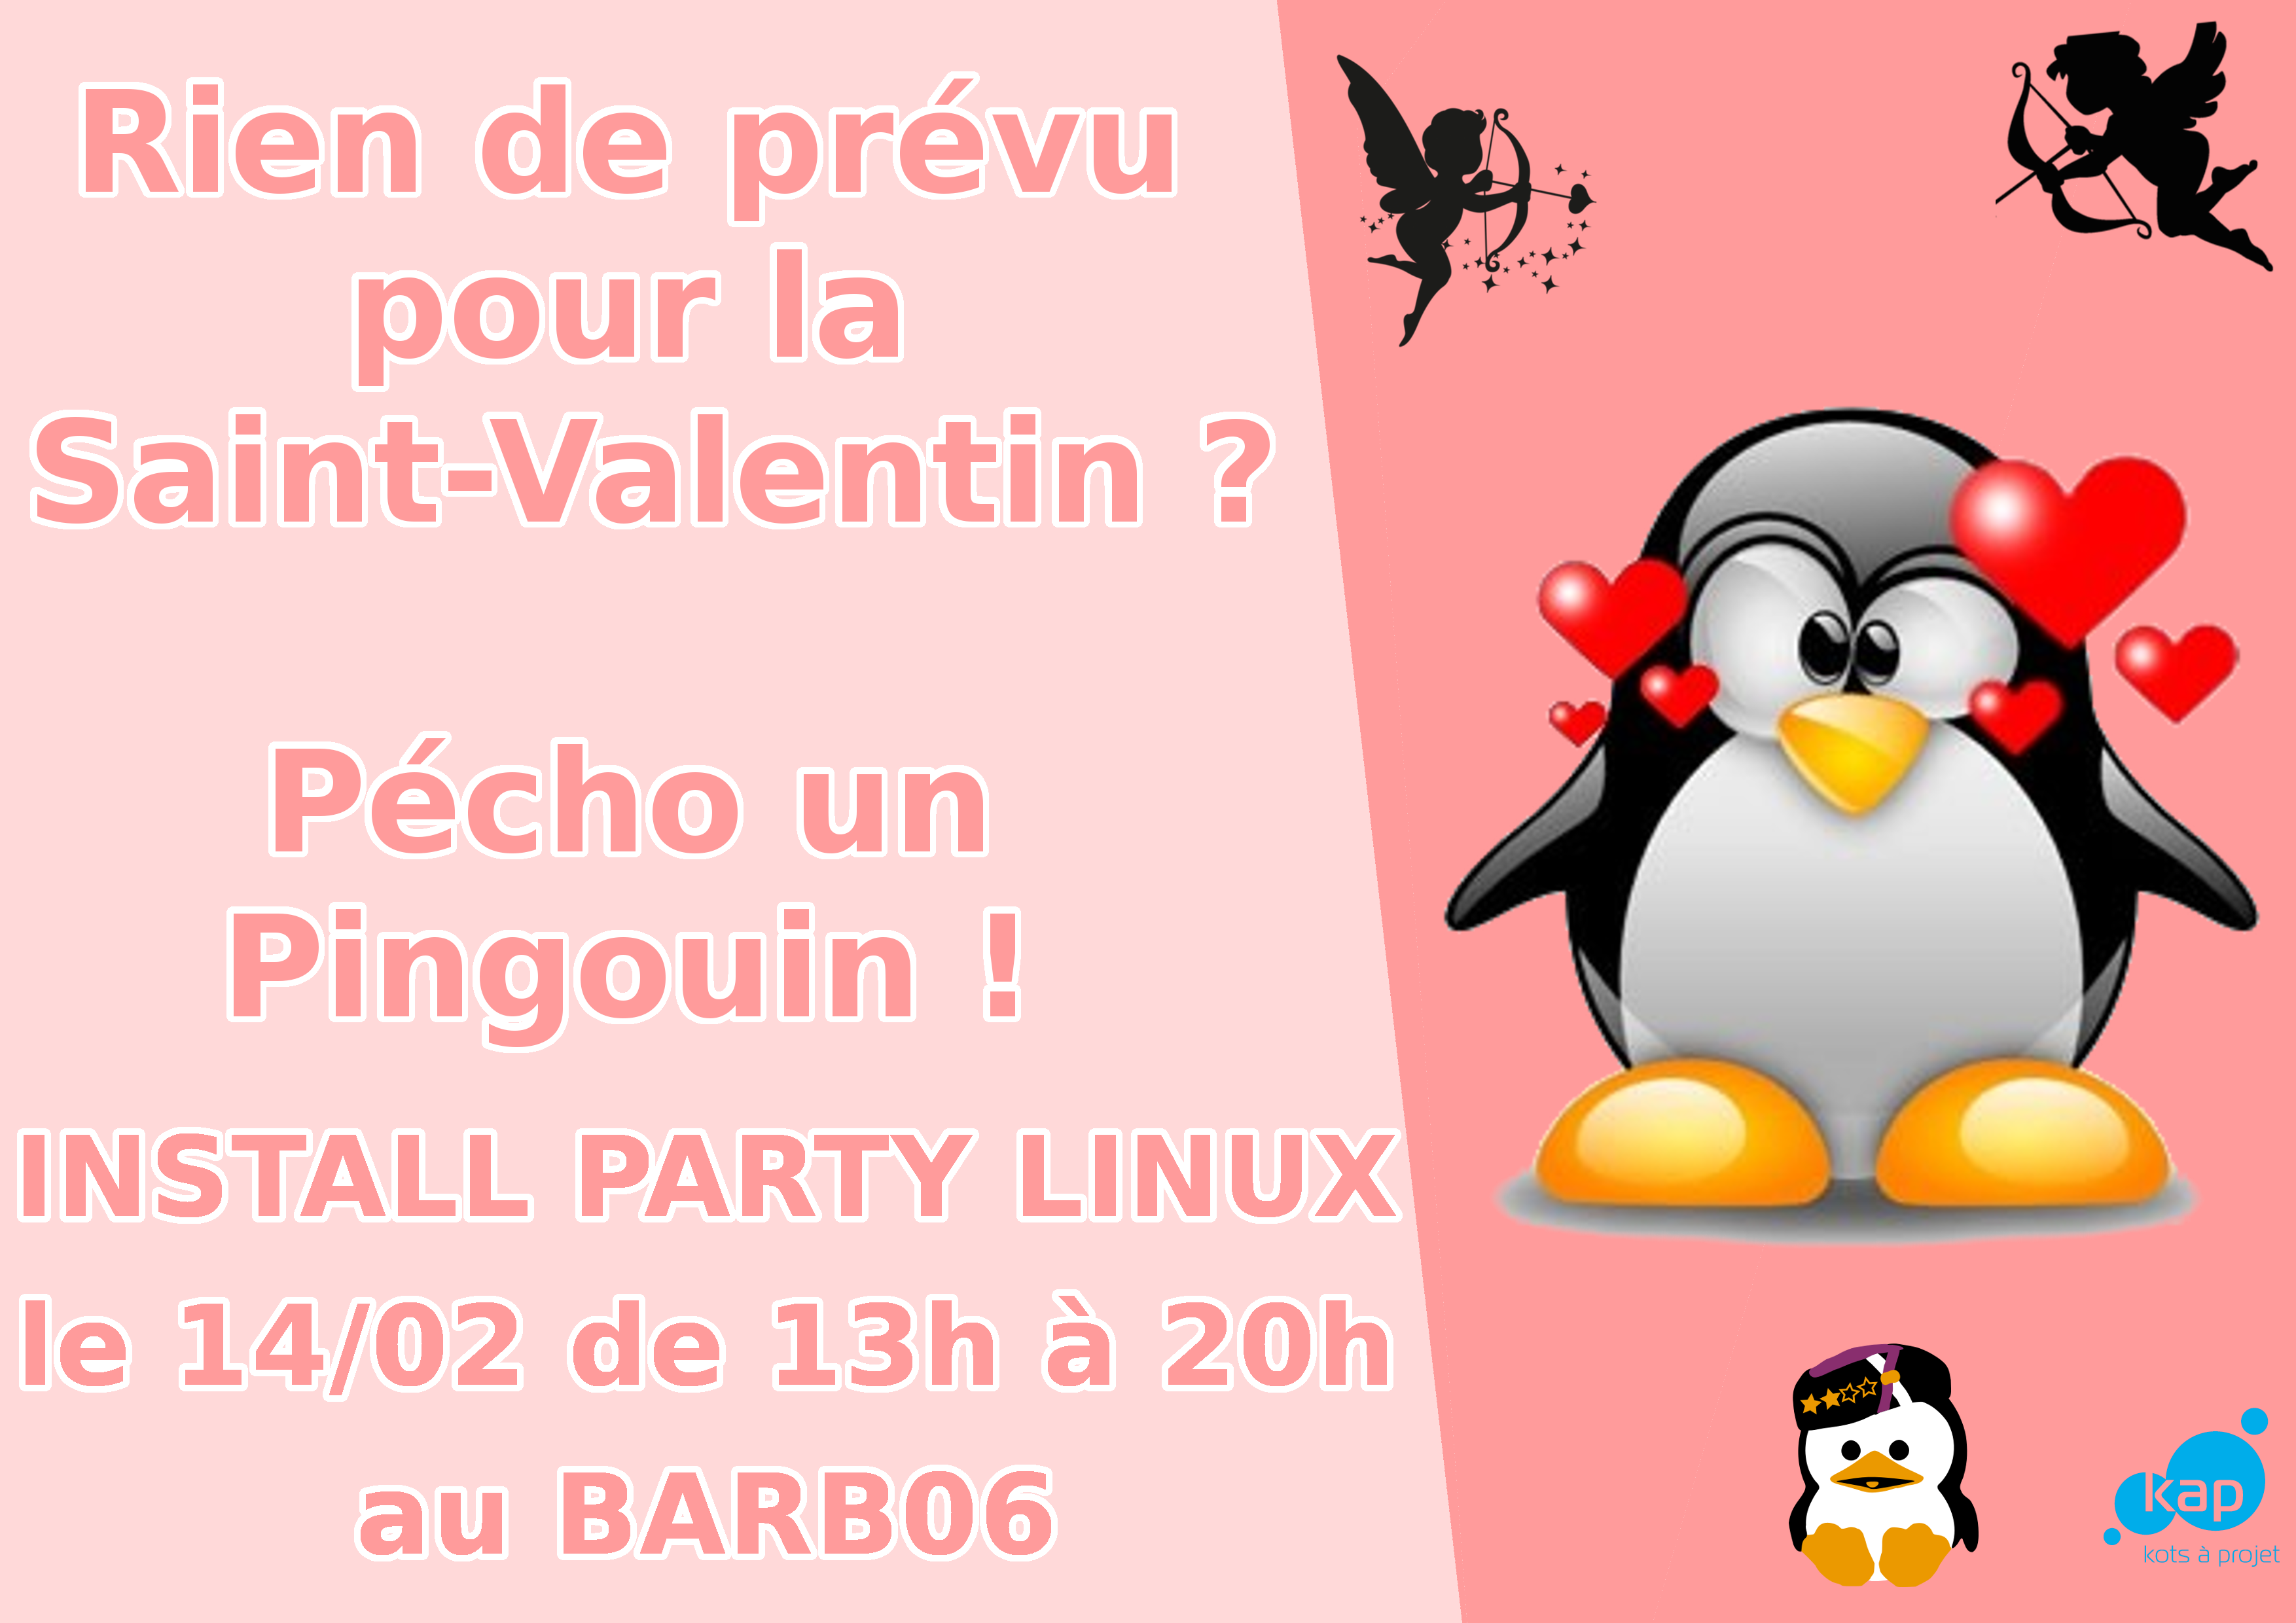 Rien de prévu
pour la
Saint-Valentin ?
Pécho un
Pingouin !
INSTALL PARTY LINUX
le 14/02 de 13h à 20h
au BARB06
kap
kots à projet